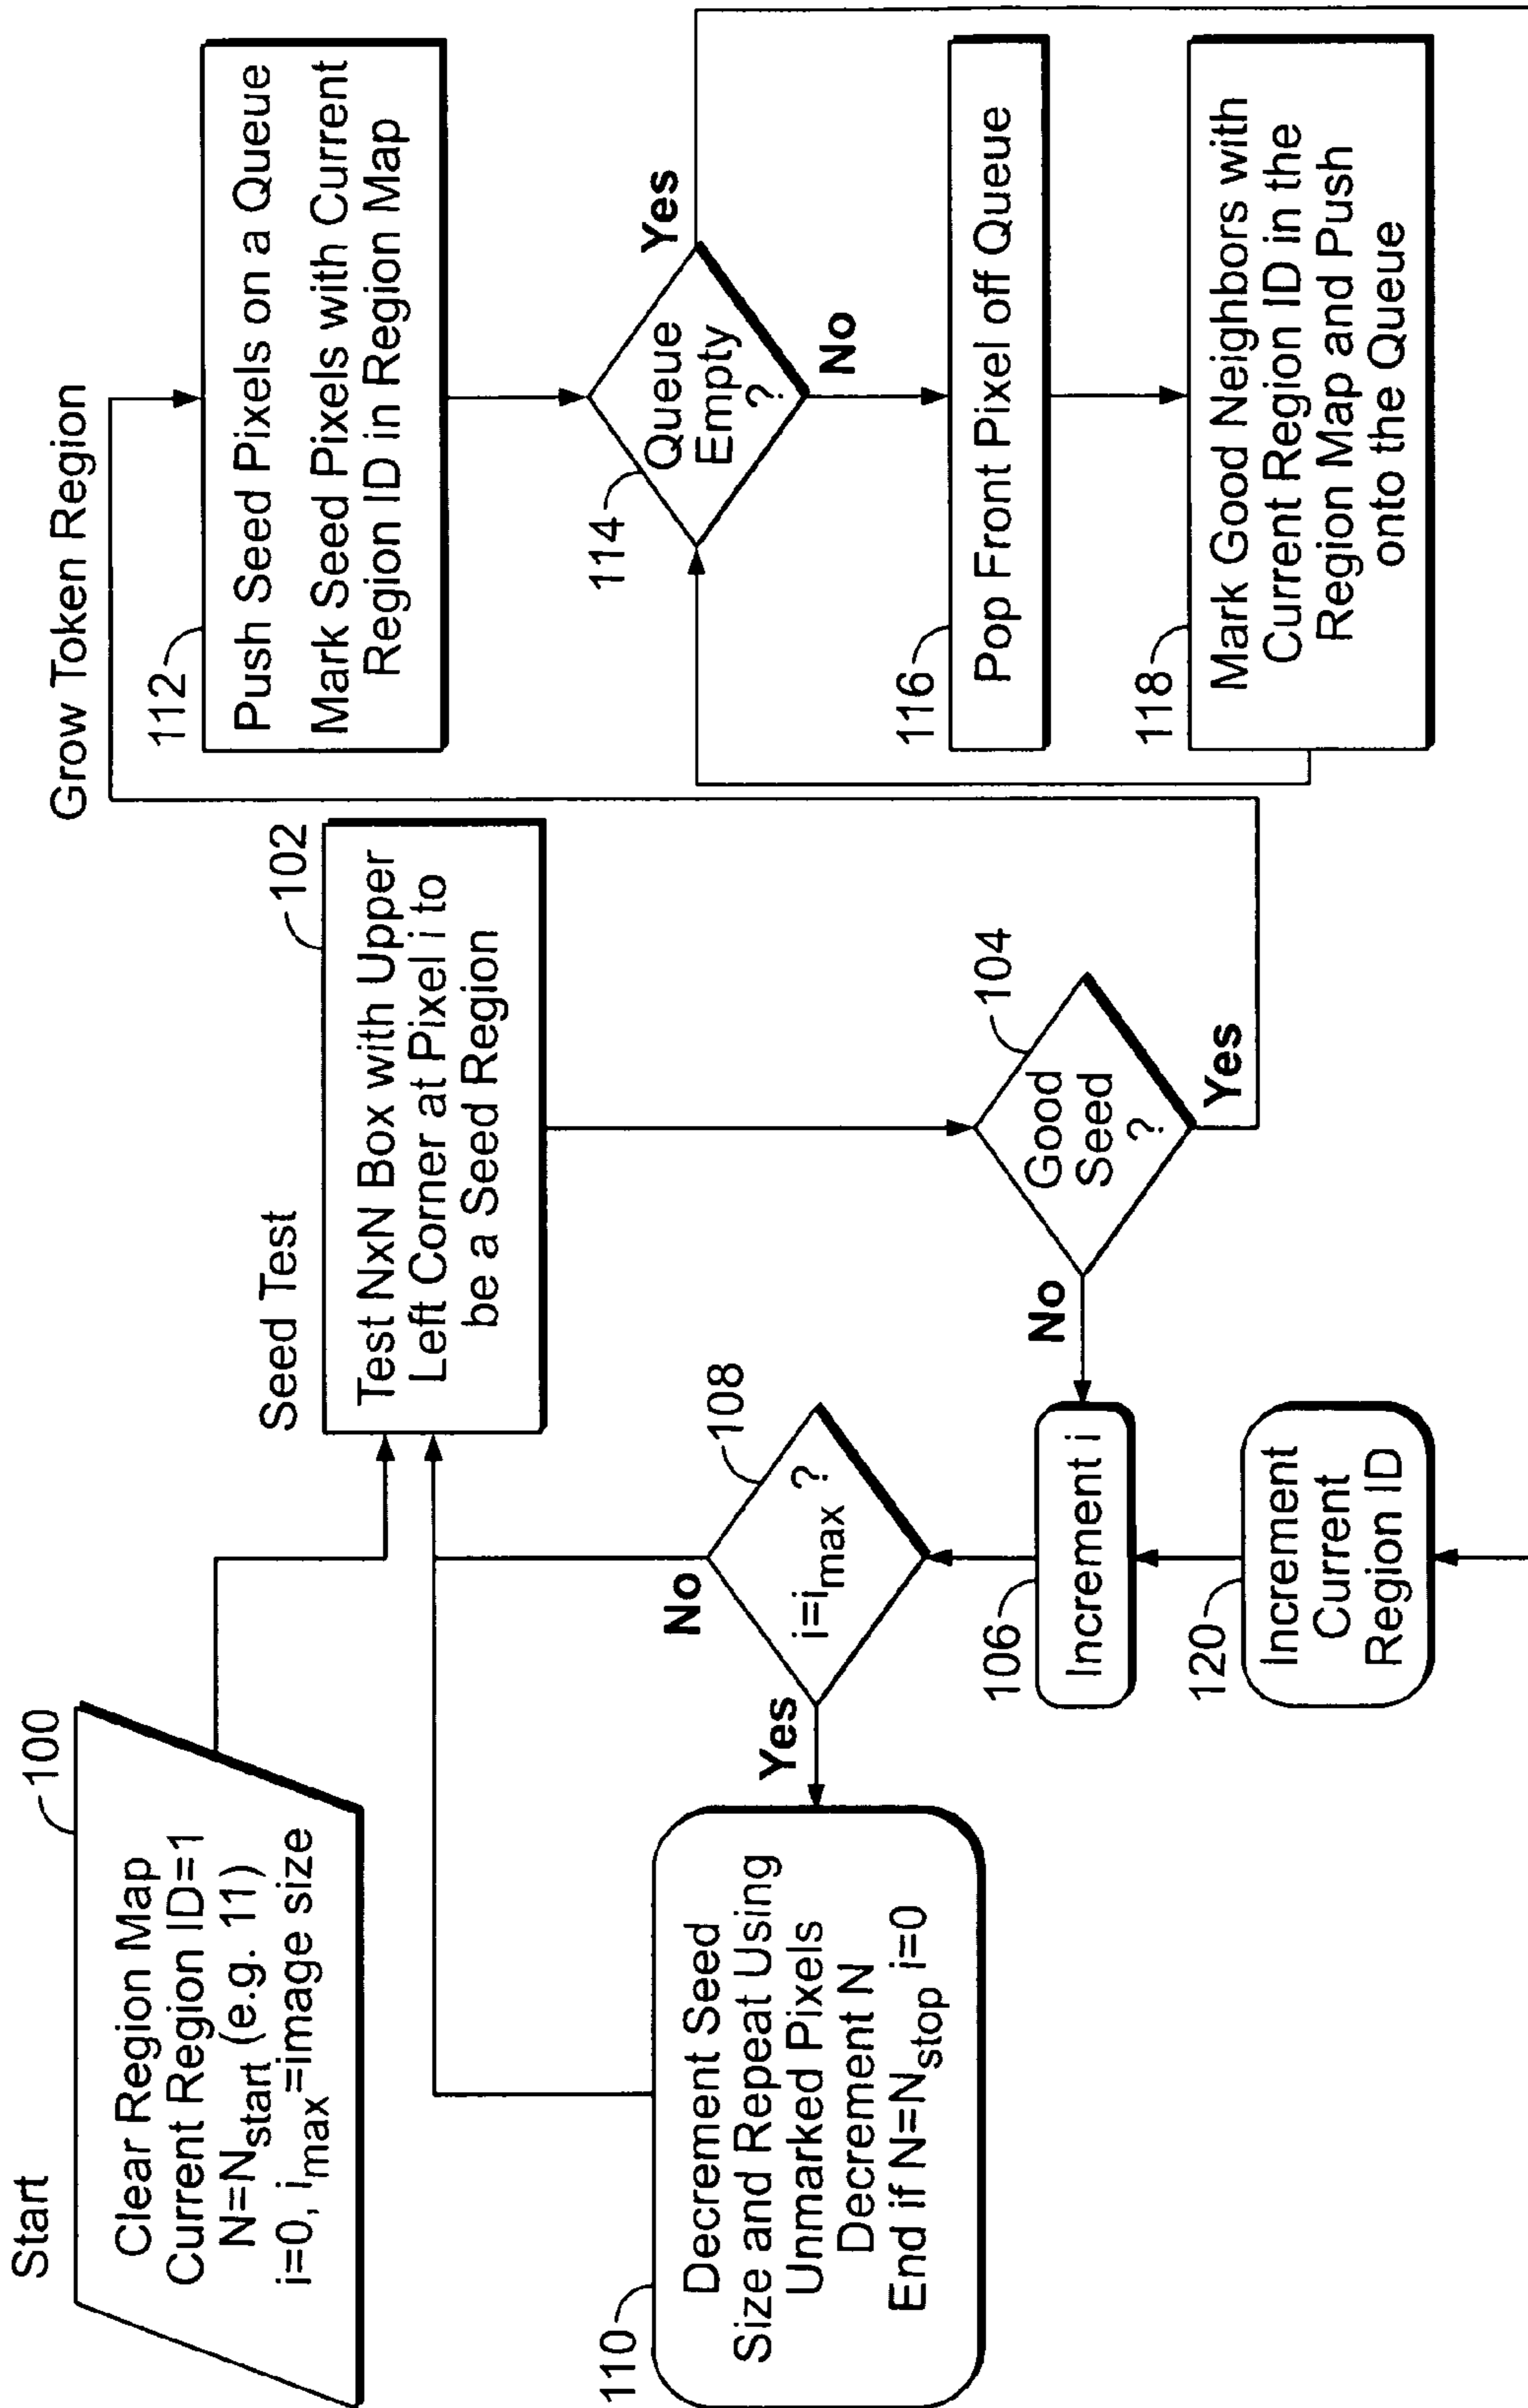 Start
100
Clear Region Map
Current Region ID=1
N=Nstart (e.g. 11)
i=0, imax=image size
Seed Test
102
Test NxN Box with Upper
Left Corner at Pixel i to
be a Seed Region
104
Good
Seed
?
Yes
No
106
Increment i
108
i=imax ?
No
Yes
110
Decrement Seed
Size and Repeat Using
Unmarked Pixels
Decrement N
End if N=Nstop i=0
Grow Token Region
112
Push Seed Pixels on a Queue
Mark Seed Pixels with Current
Region ID in Region Map
114
Queue
Empty
?
Yes
No
116
Pop Front Pixel off Queue
118
Mark Good Neighbors with
Current Region ID in the
Region Map and Push
onto the Queue
120
Increment
Current
Region ID